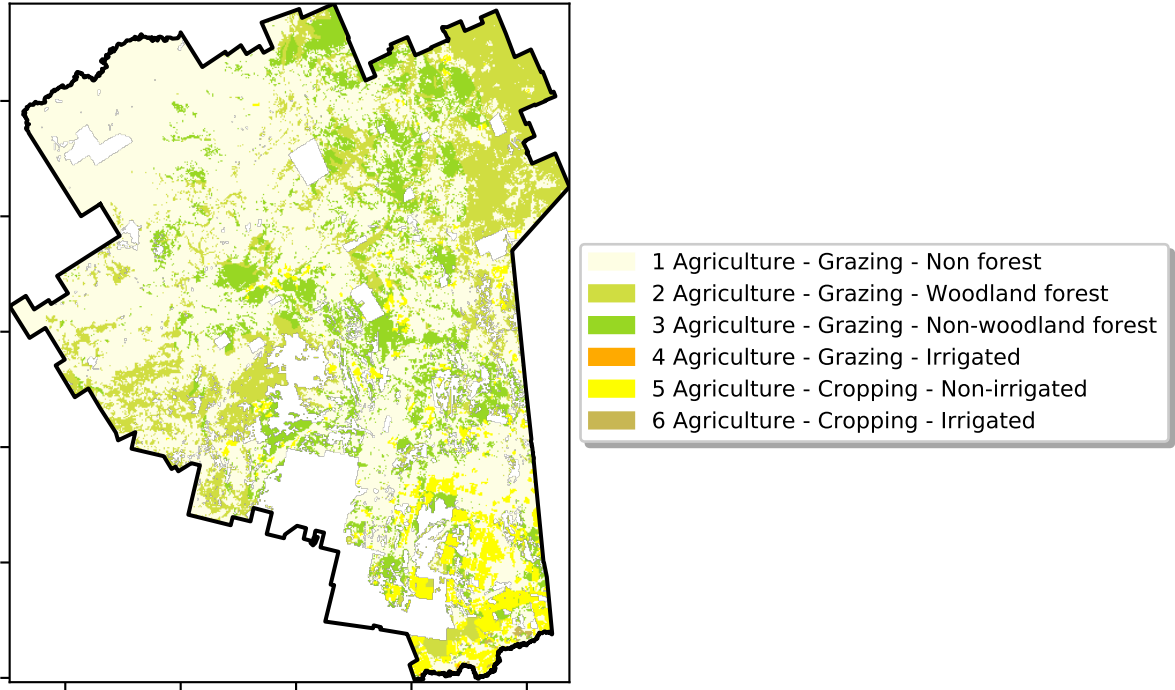 1 Agriculture - Grazing - Non forest
2 Agriculture - Grazing - Woodland forest
3 Agriculture - Grazing - Non-woodland forest
4 Agriculture - Grazing - Irrigated
5 Agriculture - Cropping - Non-irrigated
6 Agriculture - Cropping - Irrigated